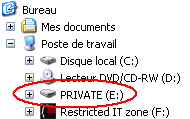 Bureau
Mes documents
Poste de travail
Disque local (C:)
Lecteur DVD/CD-RW (D:)
PRIVATE (E:)
Restricted IT zone (F:)